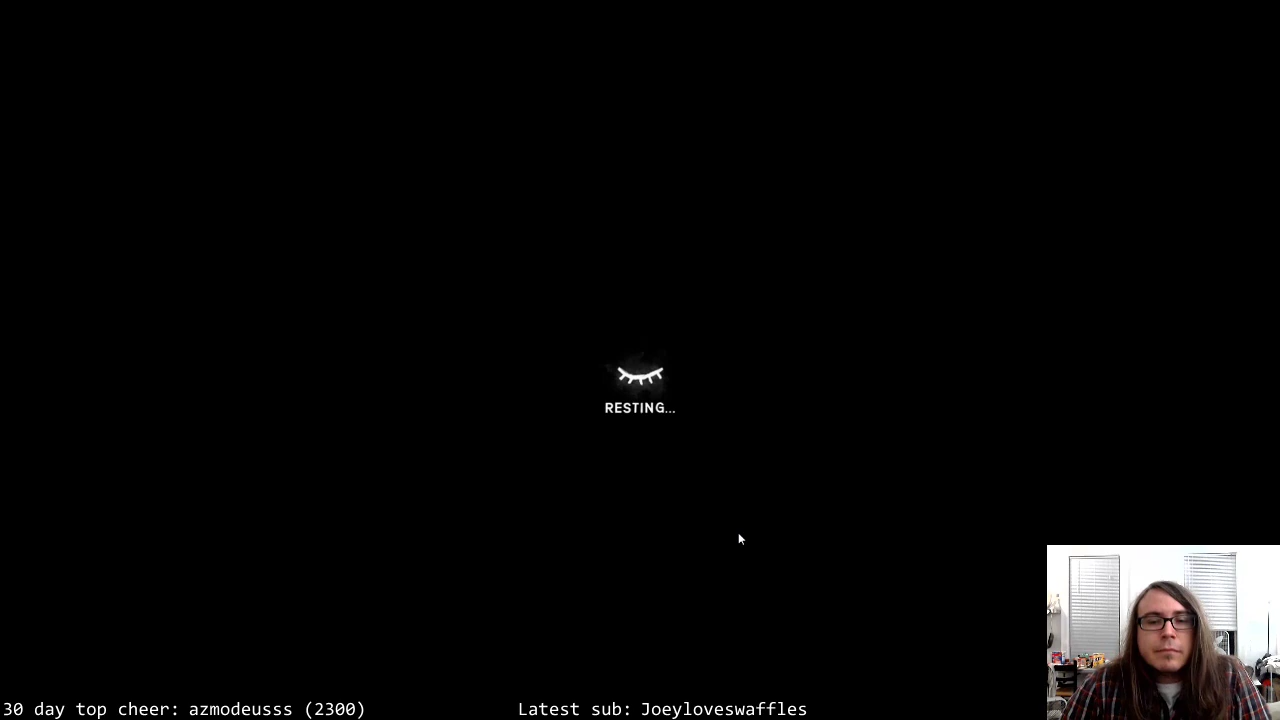 RESTING...
30 day top cheer: azmodeusss (2300)
Latest sub: Joeyloveswaffles